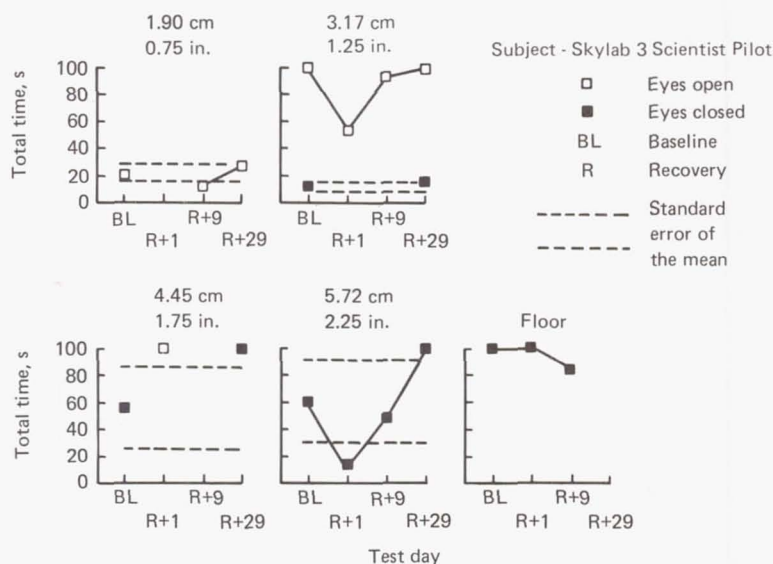 1.90 cm
0.75 in.
3.17 cm
1.25 in.
Subject - Skylab 3 Scientist Pilot
Eyes open
Eyes closed
BL Baseline
R Recovery
Standard
error of
the mean
Total time, s
100
80
60
40
20
0
BL
R+1
R+9
R+29
BL
R+1
R+9
R+29
4.45 cm
1.75 in.
5.72 cm
2.25 in.
Floor
Total time, s
100
80
60
40
20
0
BL
R+1
R+9
R+29
BL
R+1
R+9
R+29
BL
R+1
R+9
R+29
Test day